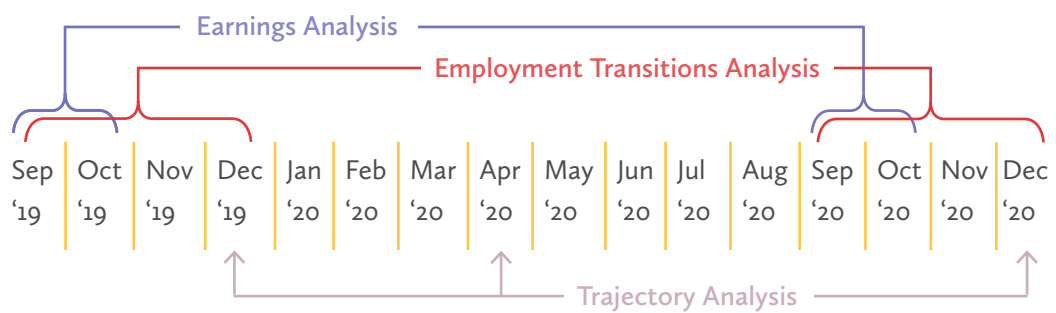 Earnings Analysis
Employment Transitions Analysis
Sep Oct Nov Dec Jan Feb Mar Apr May Jun Jul Aug Sep Oct Nov Dec
‘19 ‘19 ‘19 ‘19 ‘20 ‘20 ‘20 ‘20 ‘20 ‘20 ‘20 ‘20 ‘20 ‘20 ‘20 ‘20
Trajectory Analysis